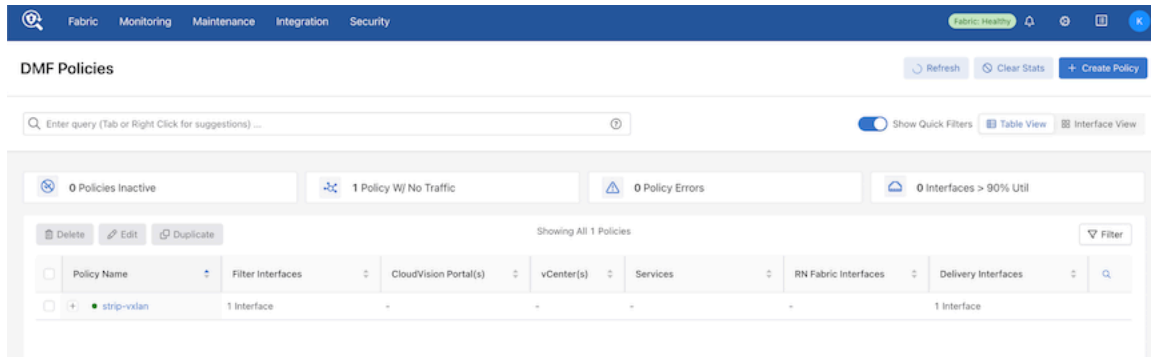 Fabric Monitoring Maintenance Integration Security Fabric: Healthy K
DMF Policies Refresh Clear Stats + Create Policy
Enter query (Tab or Right Click for suggestions) ... Show Quick Filters Table View Interface View
0 Policies Inactive 1 Policy W/ No Traffic 0 Policy Errors 0 Interfaces > 90% Util
Delete Edit Duplicate Showing All 1 Policies Filter
Policy Name Filter Interfaces CloudVision Portal(s) vCenter(s) Services RN Fabric Interfaces Delivery Interfaces
+ strip-vxlan 1 Interface - - - - 1 Interface